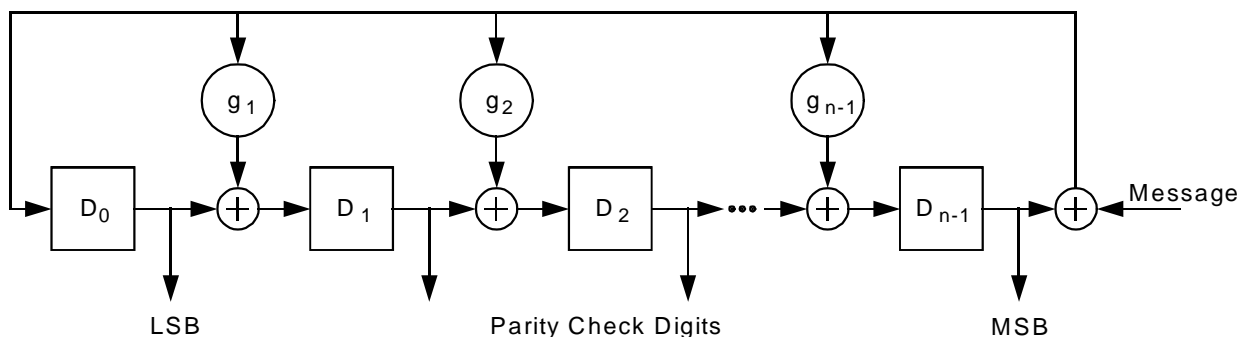 g1 g2 gn-1
D0 D1 D2 Dn-1 Message
LSB Parity Check Digits MSB